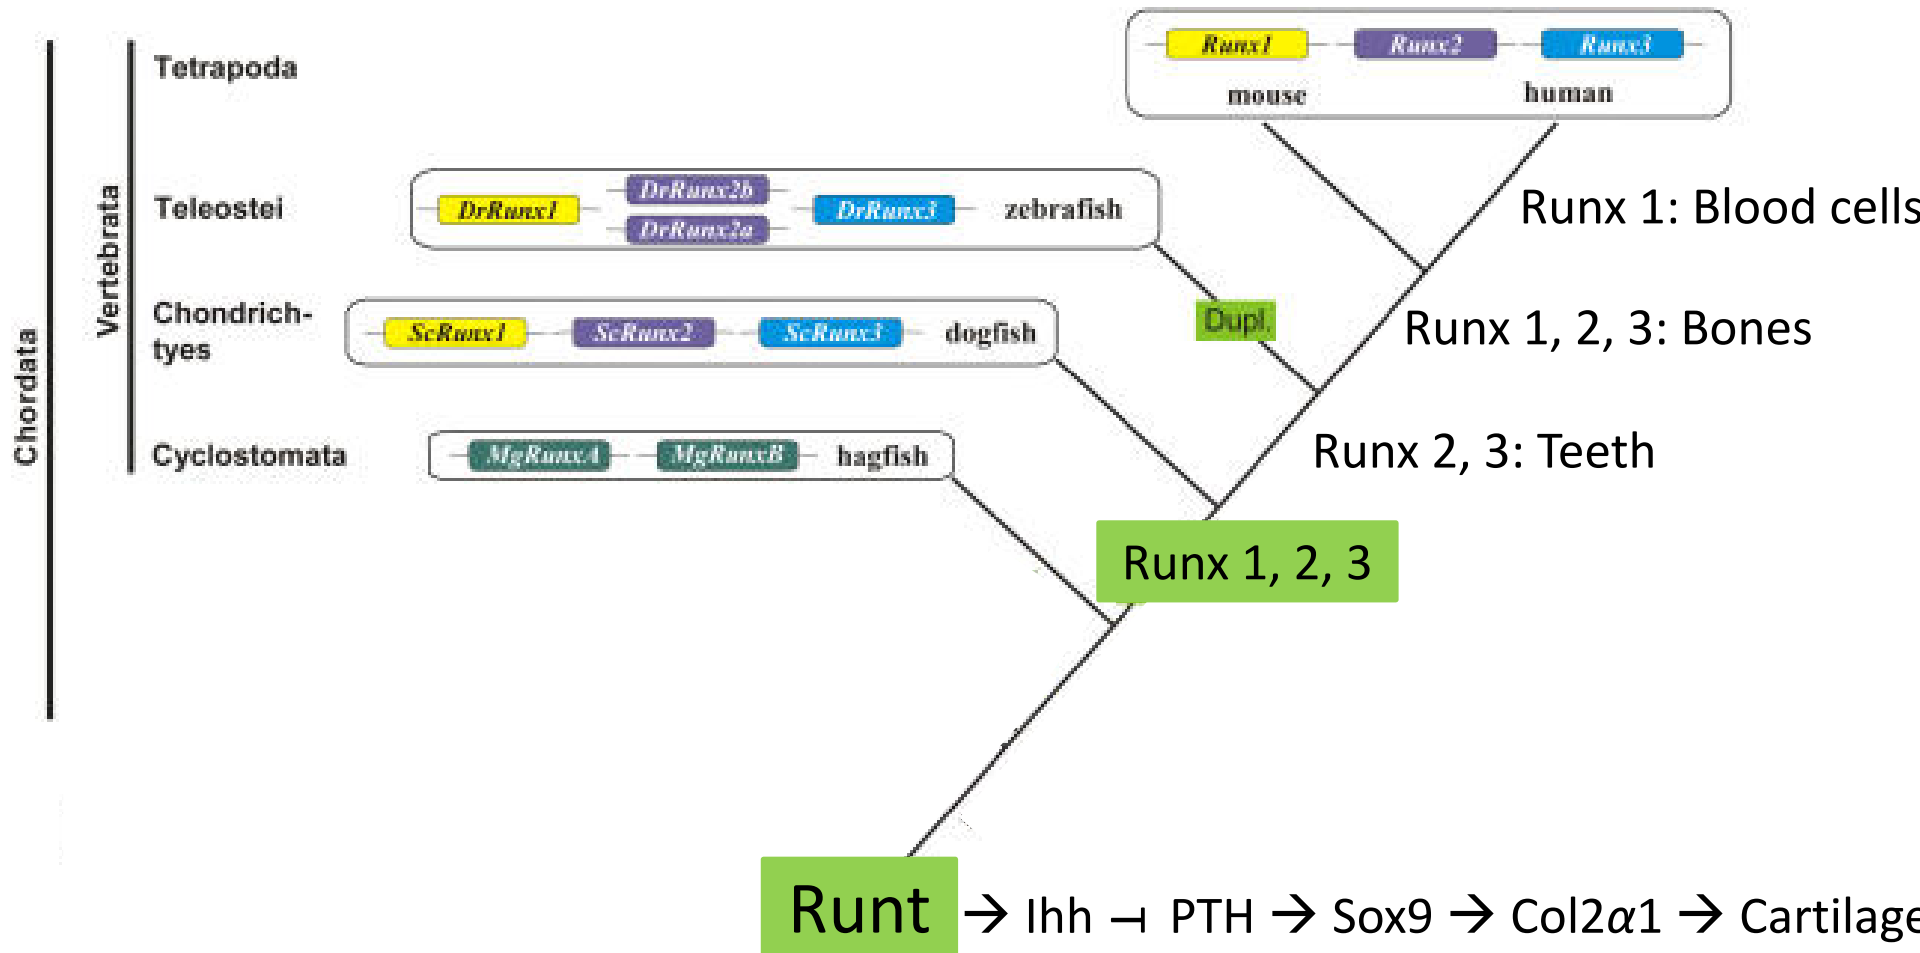 Tetrapoda
Runx1 Runx2 Runx3
mouse human
Vertebrata
Teleostei
DrRunx1 DrRunx2b DrRunx3 zebrafish
DrRunx2a
Runx 1: Blood cells
Chondrich-
tyes
ScRunx1 ScRunx2 ScRunx3 dogfish
Dupl.
Runx 1, 2, 3: Bones
Chordata
Cyclostomata
MgRunxA MgRunxB hagfish
Runx 2, 3: Teeth
Runx 1, 2, 3
Runt → Ihh ⊣ PTH → Sox9 → Col2α1 → Cartilage